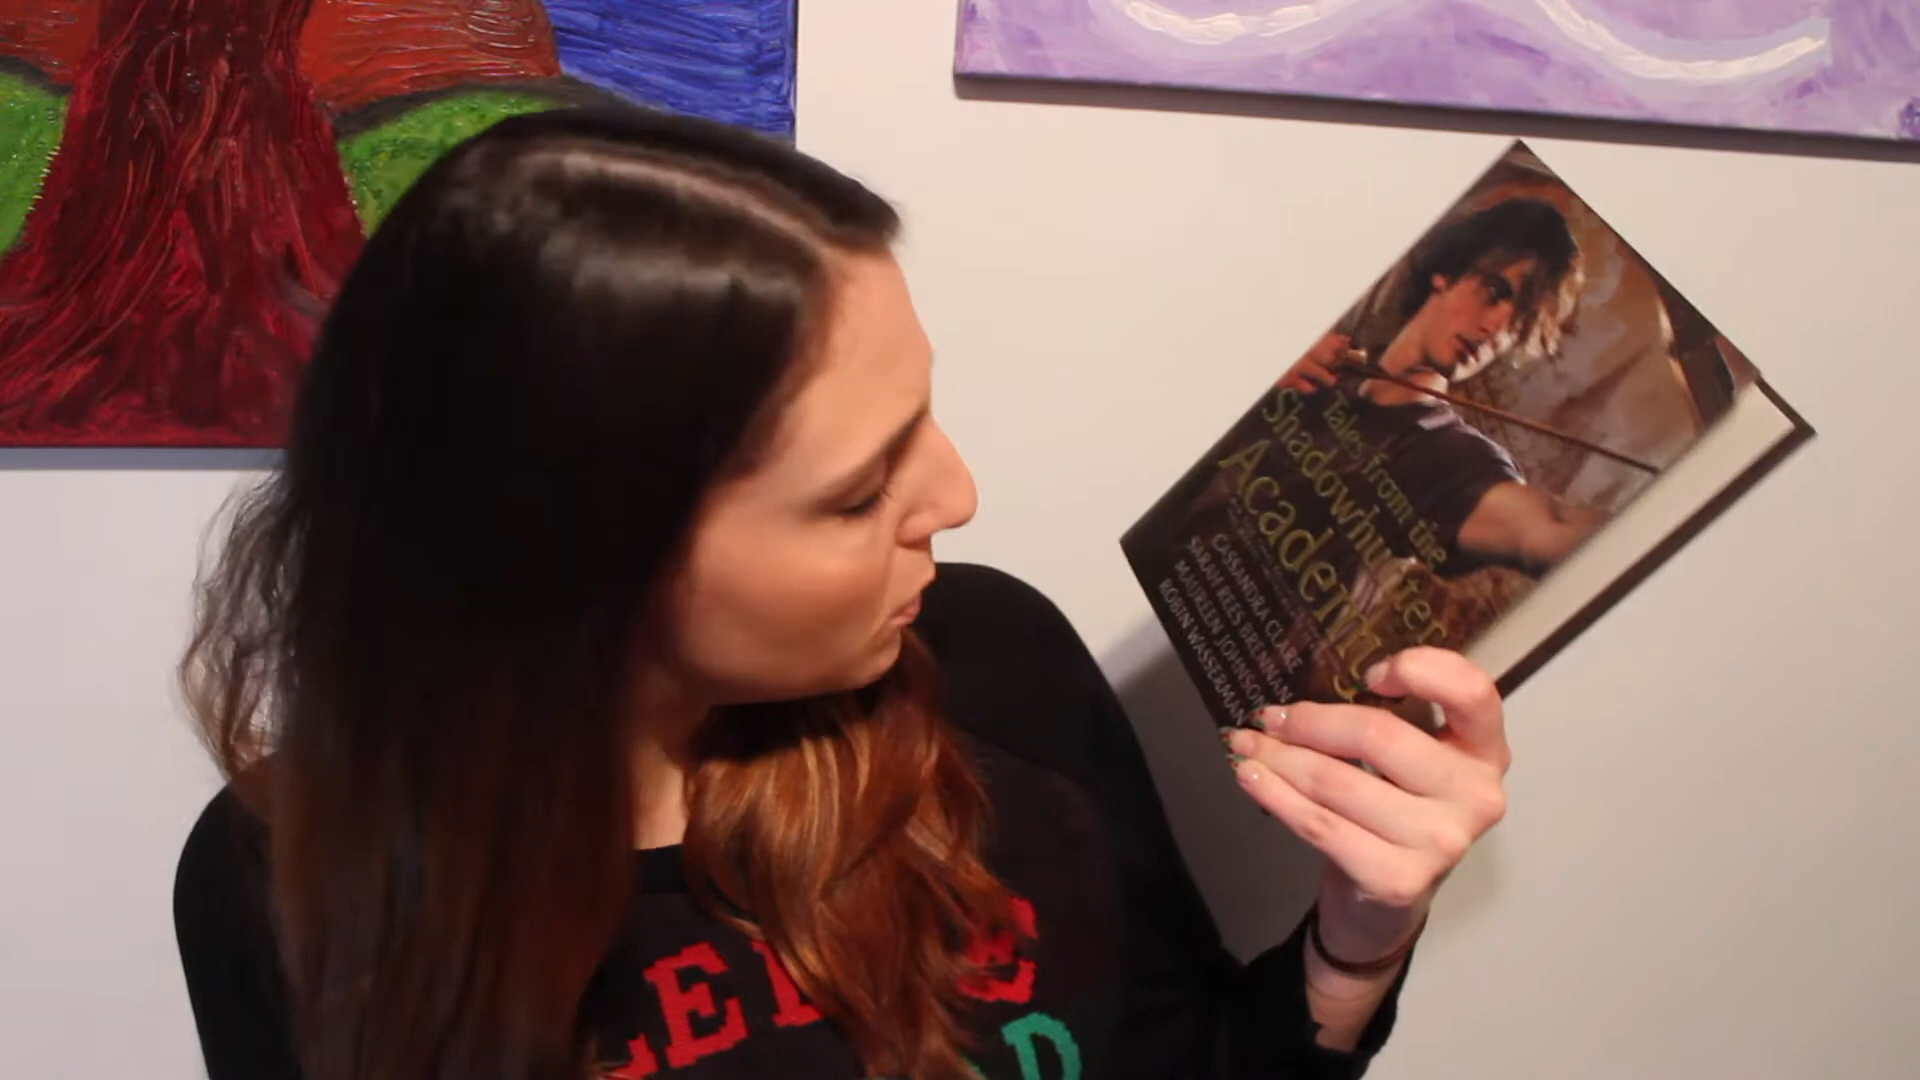 Tales from the
Shadowhunter
Academy
CASSANDRA CLARE
SARAH REES BRENNAN
MAUREEN JOHNSON
ROBIN WASSERMAN